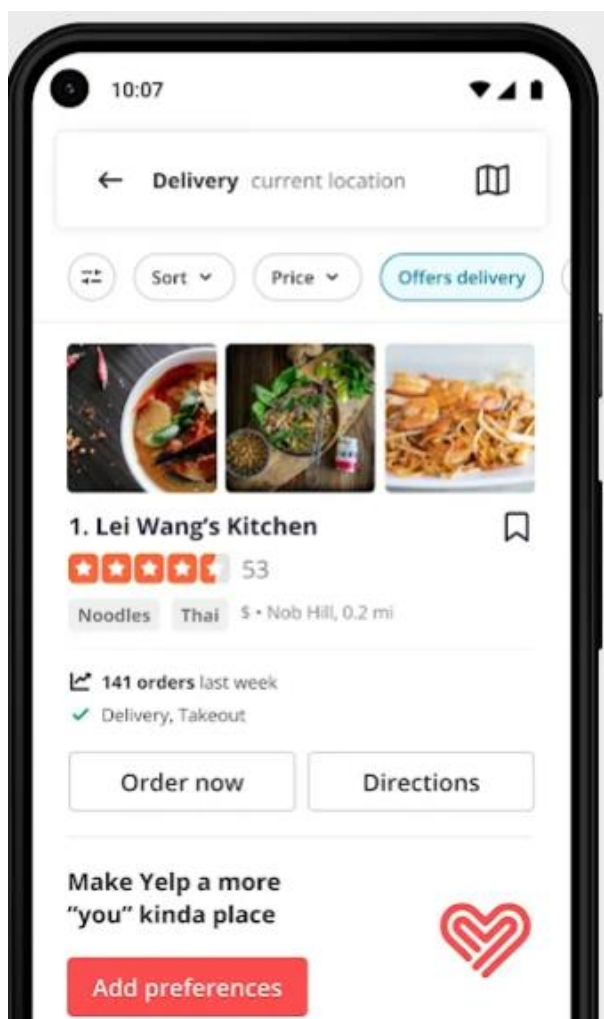 10:07
Delivery current location
Sort Price Offers delivery
1. Lei Wang’s Kitchen
53
Noodles Thai $ • Nob Hill, 0.2 mi
141 orders last week
Delivery, Takeout
Order now Directions
Make Yelp a more
“you” kinda place
Add preferences